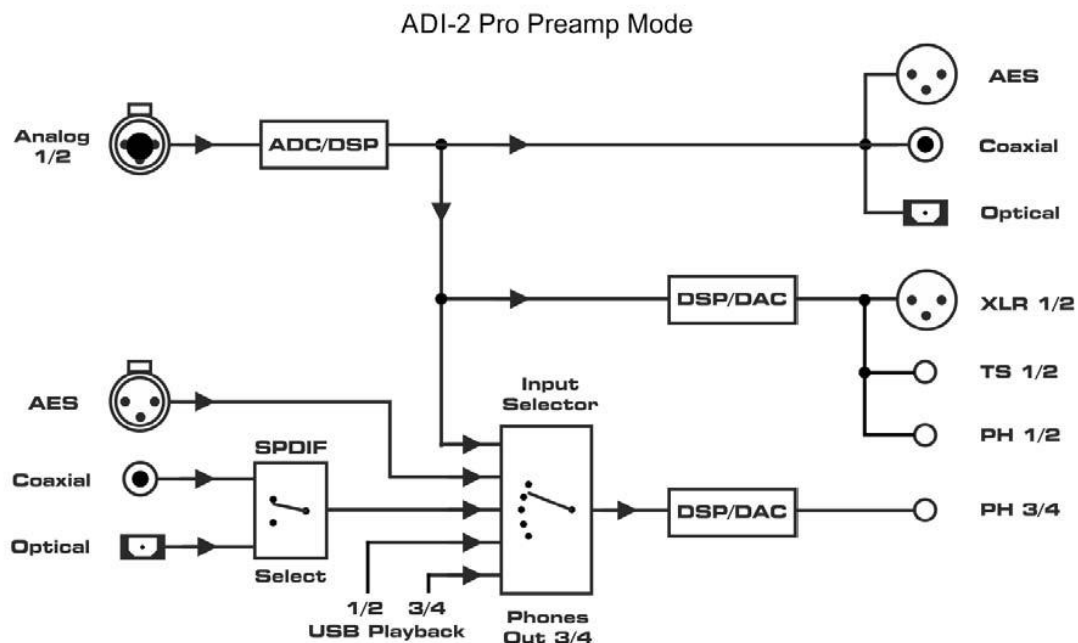 ADI-2 Pro Preamp Mode
Analog
1/2
ADC/DSP
AES
Coaxial
Optical
DSP/DAC
XLR 1/2
TS 1/2
PH 1/2
AES
Coaxial
Optical
SPDIF
Select
Input
Selector
DSP/DAC
PH 3/4
1/2 3/4
USB Playback
Phones
Out 3/4